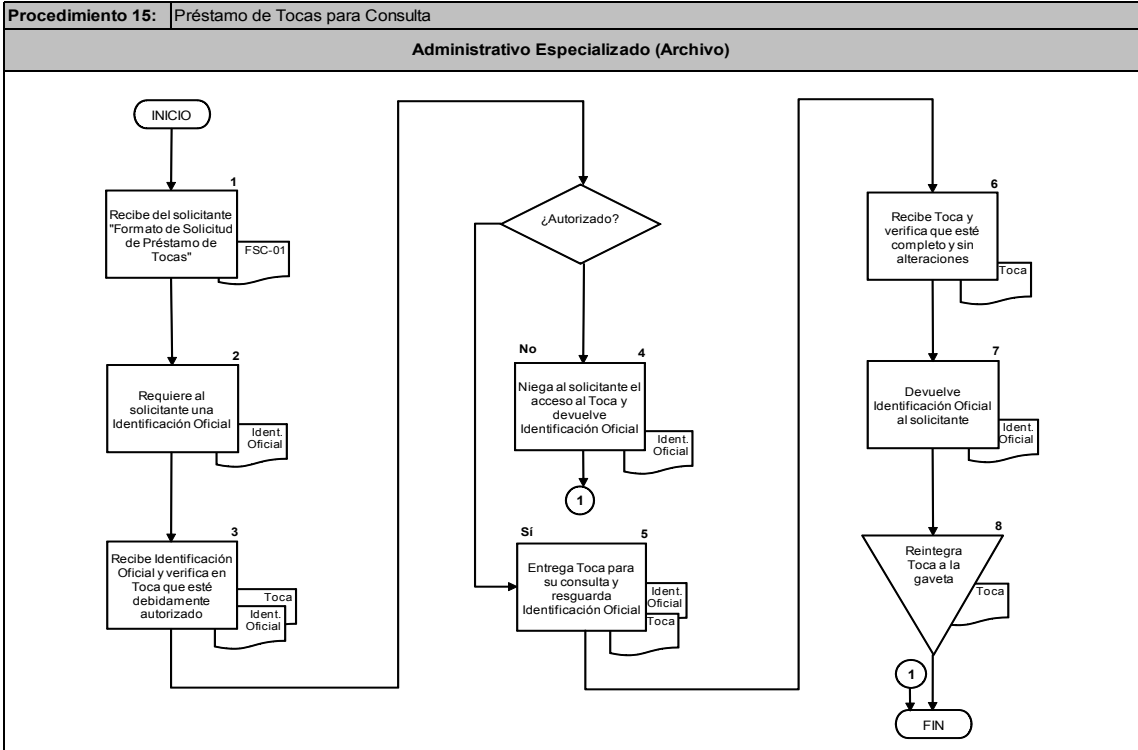 Procedimiento 15: Préstamo de Tocas para Consulta
Administrativo Especializado (Archivo)
INICIO
1
Recibe del solicitante
"Formato de Solicitud
de Préstamo de
Tocas"
FSC-01
2
Requiere al
solicitante una
Identificación Oficial
Ident.
Oficial
3
Recibe Identificación
Oficial y verifica en
Toca que esté
debidamente
autorizado
Toca
Ident.
Oficial
¿Autorizado?
No
4
Niega al solicitante el
acceso al Toca y
devuelve
Identificación Oficial
Ident.
Oficial
1
Sí
5
Entrega Toca para
su consulta y
resguarda
Identificación Oficial
Ident.
Oficial
Toca
6
Recibe Toca y
verifica que esté
completo y sin
alteraciones
Toca
7
Devuelve
Identificación Oficial
al solicitante
Ident.
Oficial
8
Reintegra
Toca a la
gaveta
Toca
1
FIN